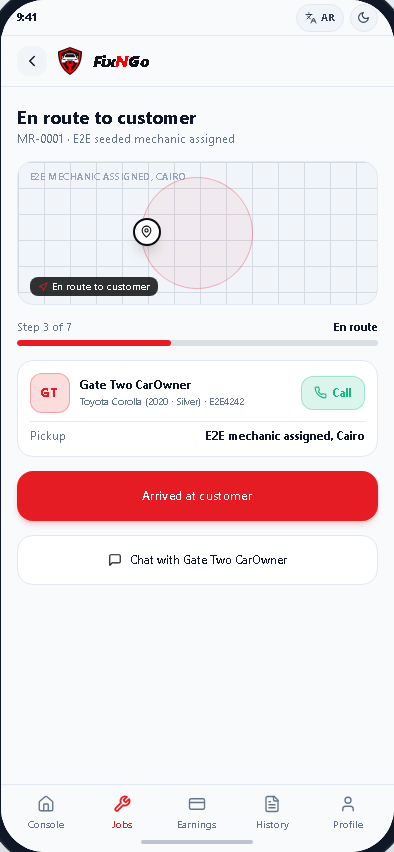 9:41
AR
FixNGo
En route to customer
MR-0001 · E2E seeded mechanic assigned
E2E MECHANIC ASSIGNED, CAIRO
En route to customer
Step 3 of 7
En route
GT
Gate Two CarOwner
Toyota Corolla (2020 · Silver) · E2E4242
Call
Pickup
E2E mechanic assigned, Cairo
Arrived at customer
Chat with Gate Two CarOwner
Console
Jobs
Earnings
History
Profile